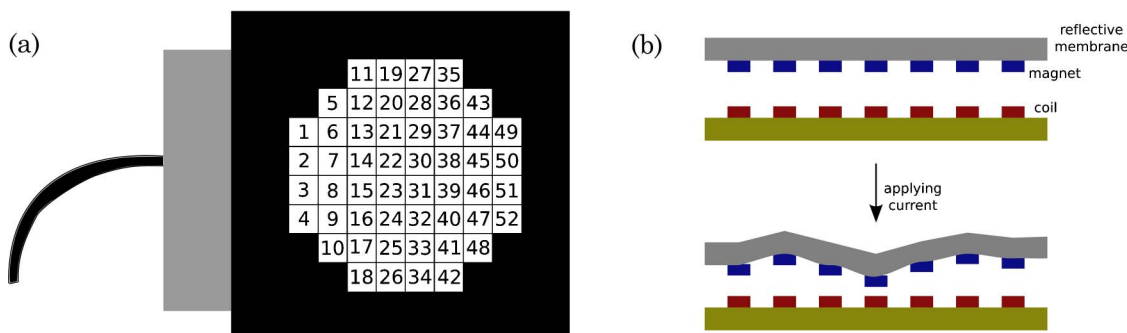 (a)
11 19 27 35
5 12 20 28 36 43
1 6 13 21 29 37 44 49
2 7 14 22 30 38 45 50
3 8 15 23 31 39 46 51
4 9 16 24 32 40 47 52
10 17 25 33 41 48
18 26 34 42
(b)
reflective
membrane
magnet
coil
applying
current